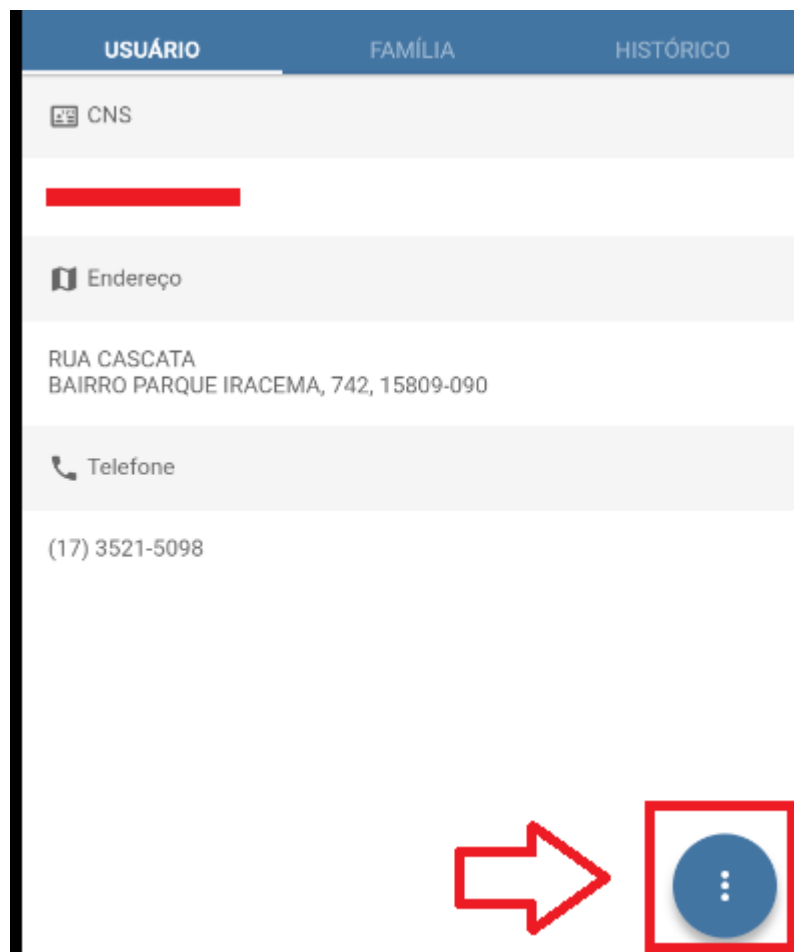 USUÁRIO FAMÍLIA HISTÓRICO
CNS
Endereço
RUA CASCATA
BAIRRO PARQUE IRACEMA, 742, 15809-090
Telefone
(17) 3521-5098